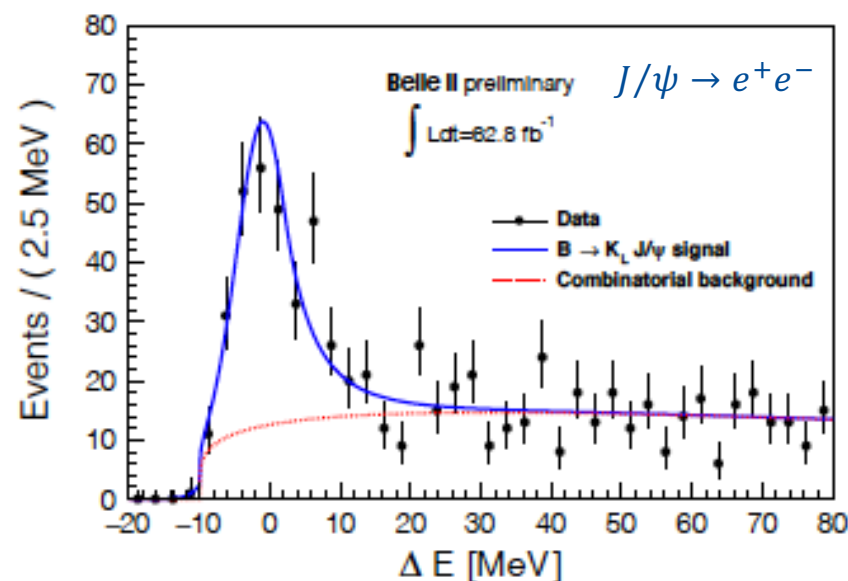 80
70
60
50
40
30
20
10
0
Events / ( 2.5 MeV )
J/ψ → e⁺e⁻
Belle II preliminary
∫ Ldt=62.8 fb⁻¹
Data
B → K_L J/ψ signal
Combinatorial background
−20 −10 0 10 20 30 40 50 60 70 80
Δ E [MeV]